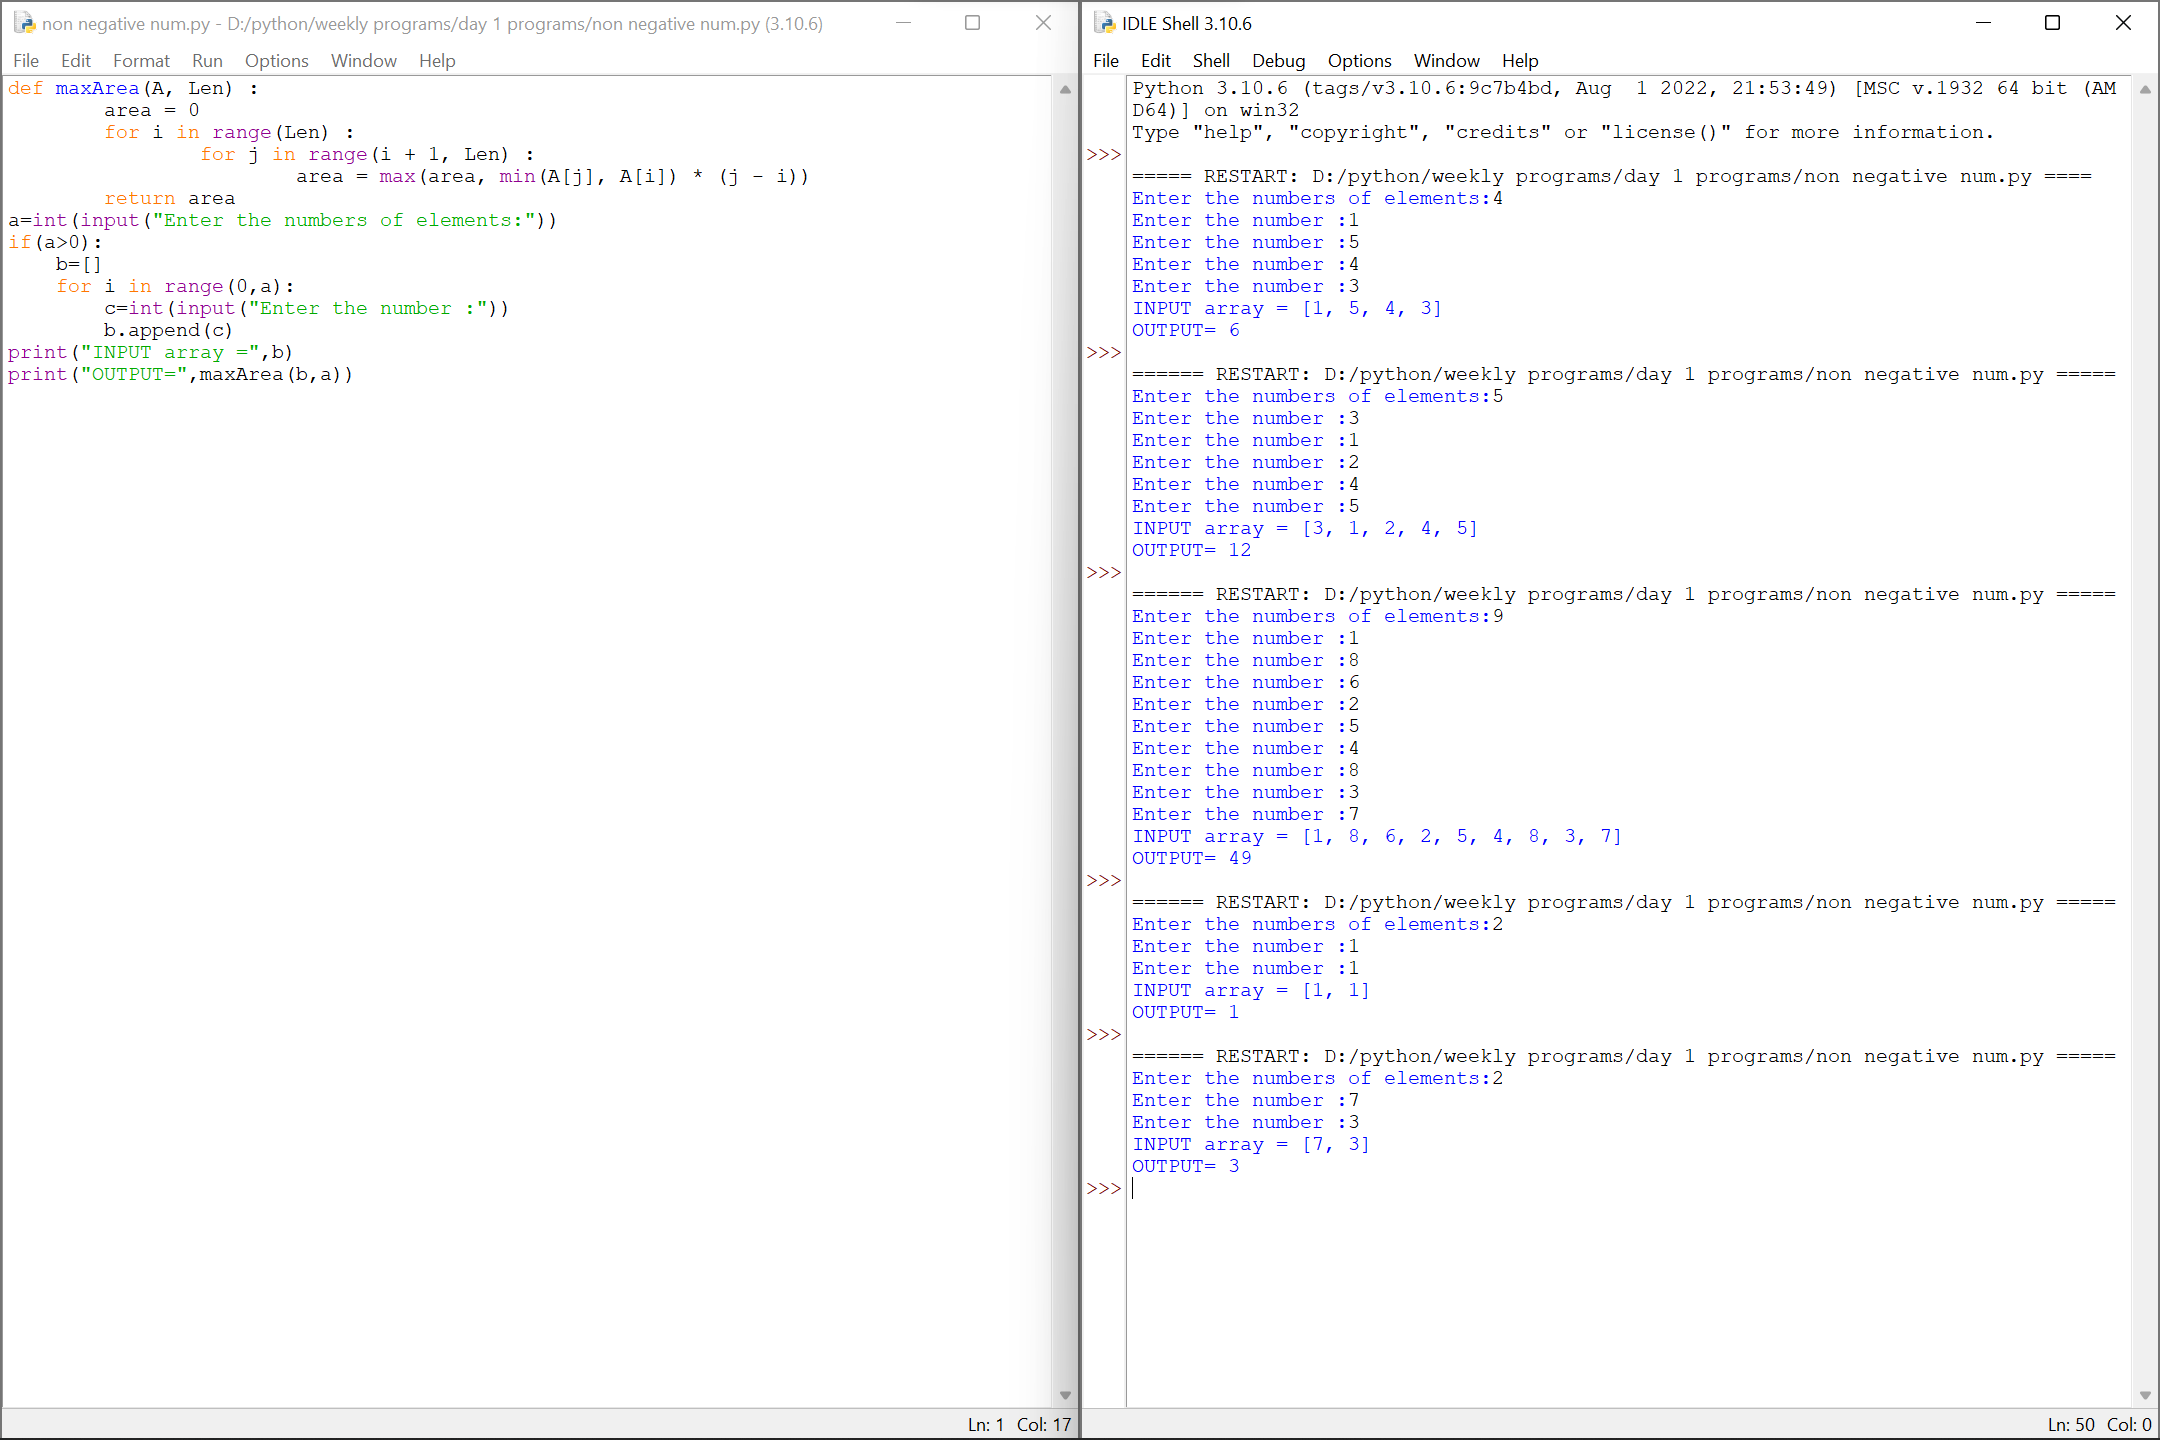 non negative num.py - D:/python/weekly programs/day 1 programs/non negative num.py (3.10.6)
File Edit Format Run Options Window Help
def maxArea(A, Len) :
        area = 0
        for i in range(Len) :
                for j in range(i + 1, Len) :
                        area = max(area, min(A[j], A[i]) * (j - i))
        return area
a=int(input("Enter the numbers of elements:"))
if(a>0):
    b=[]
    for i in range(0,a):
        c=int(input("Enter the number :"))
        b.append(c)
print("INPUT array =",b)
print("OUTPUT=",maxArea(b,a))
Ln: 1 Col: 17
IDLE Shell 3.10.6
File Edit Shell Debug Options Window Help
Python 3.10.6 (tags/v3.10.6:9c7b4bd, Aug  1 2022, 21:53:49) [MSC v.1932 64 bit (AM
D64)] on win32
Type "help", "copyright", "credits" or "license()" for more information.
>>>
===== RESTART: D:/python/weekly programs/day 1 programs/non negative num.py ====
Enter the numbers of elements:4
Enter the number :1
Enter the number :5
Enter the number :4
Enter the number :3
INPUT array = [1, 5, 4, 3]
OUTPUT= 6
>>>
====== RESTART: D:/python/weekly programs/day 1 programs/non negative num.py =====
Enter the numbers of elements:5
Enter the number :3
Enter the number :1
Enter the number :2
Enter the number :4
Enter the number :5
INPUT array = [3, 1, 2, 4, 5]
OUTPUT= 12
>>>
====== RESTART: D:/python/weekly programs/day 1 programs/non negative num.py =====
Enter the numbers of elements:9
Enter the number :1
Enter the number :8
Enter the number :6
Enter the number :2
Enter the number :5
Enter the number :4
Enter the number :8
Enter the number :3
Enter the number :7
INPUT array = [1, 8, 6, 2, 5, 4, 8, 3, 7]
OUTPUT= 49
>>>
====== RESTART: D:/python/weekly programs/day 1 programs/non negative num.py =====
Enter the numbers of elements:2
Enter the number :1
Enter the number :1
INPUT array = [1, 1]
OUTPUT= 1
>>>
====== RESTART: D:/python/weekly programs/day 1 programs/non negative num.py =====
Enter the numbers of elements:2
Enter the number :7
Enter the number :3
INPUT array = [7, 3]
OUTPUT= 3
>>>
Ln: 50 Col: 0